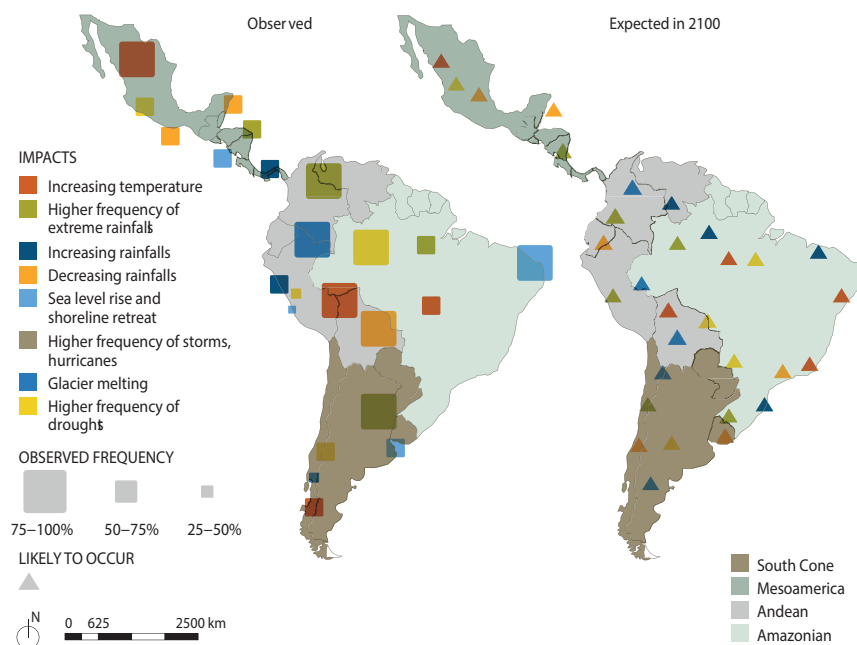 Observed
Expected in 2100
IMPACTS
Increasing temperature
Higher frequency of
extreme rainfalls
Increasing rainfalls
Decreasing rainfalls
Sea level rise and
shoreline retreat
Higher frequency of storms,
hurricanes
Glacier melting
Higher frequency of
droughts
OBSERVED FREQUENCY
75–100%
50–75%
25–50%
LIKELY TO OCCUR
N
0
625
2500 km
South Cone
Mesoamerica
Andean
Amazonian